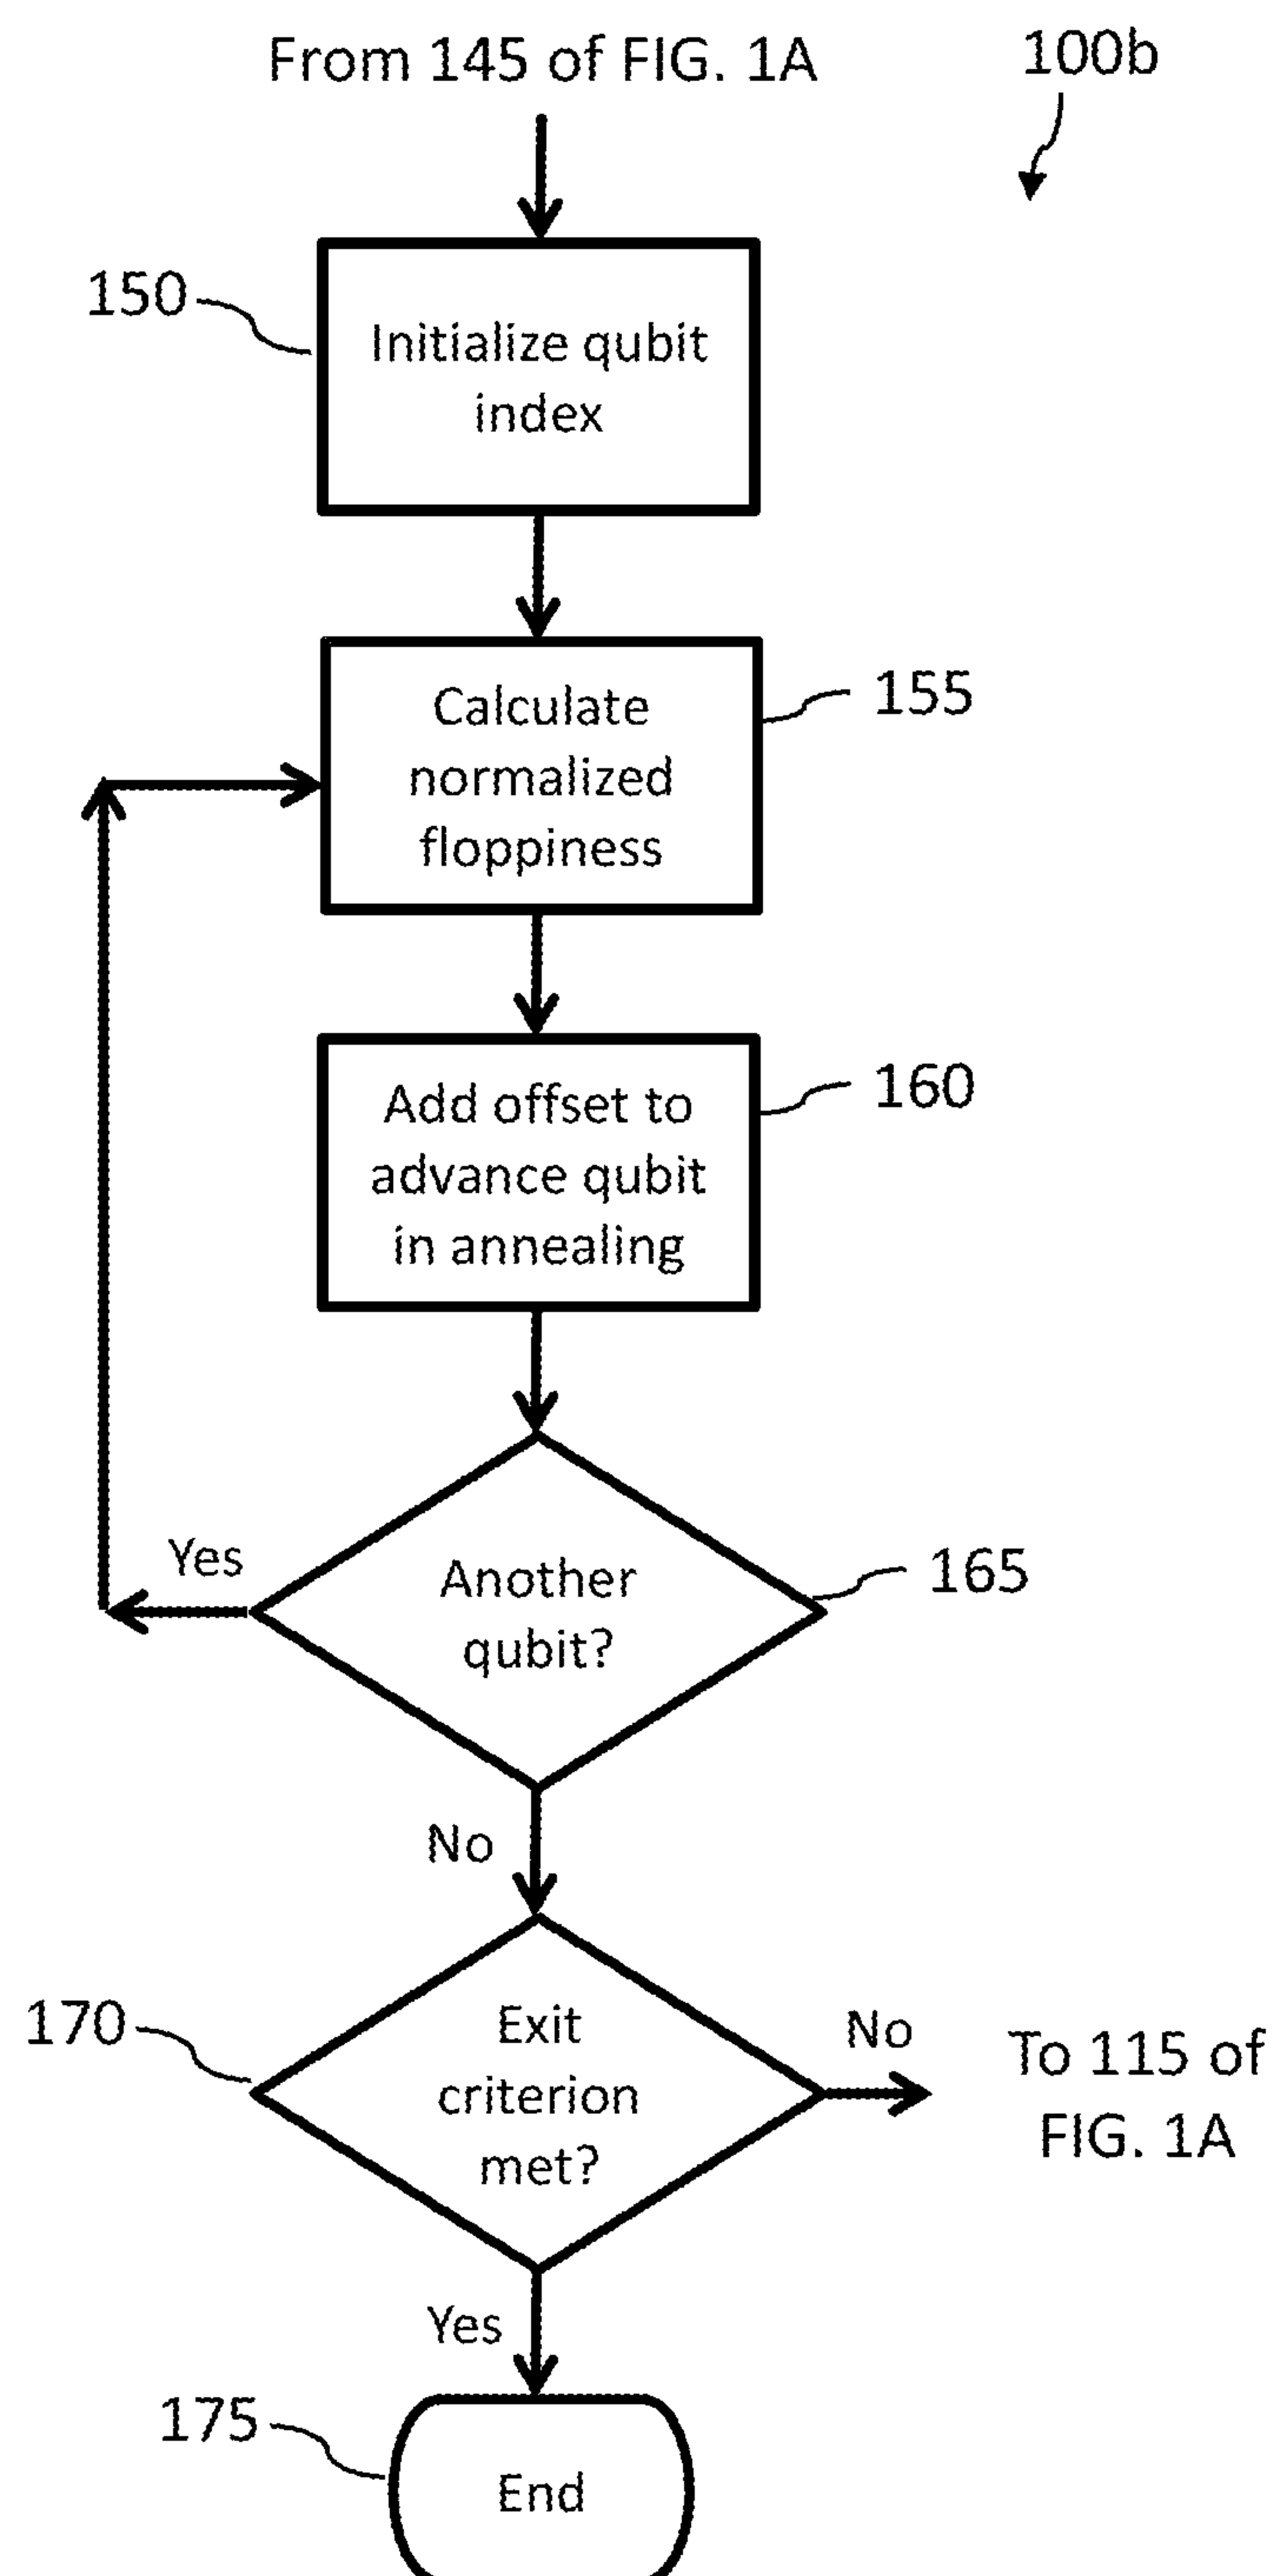 From 145 of FIG. 1A
100b
150
Initialize qubit
index
Calculate
normalized
floppiness
155
Add offset to
advance qubit
in annealing
160
Yes
Another
qubit?
165
No
170
Exit
criterion
met?
No
To 115 of
FIG. 1A
Yes
175
End